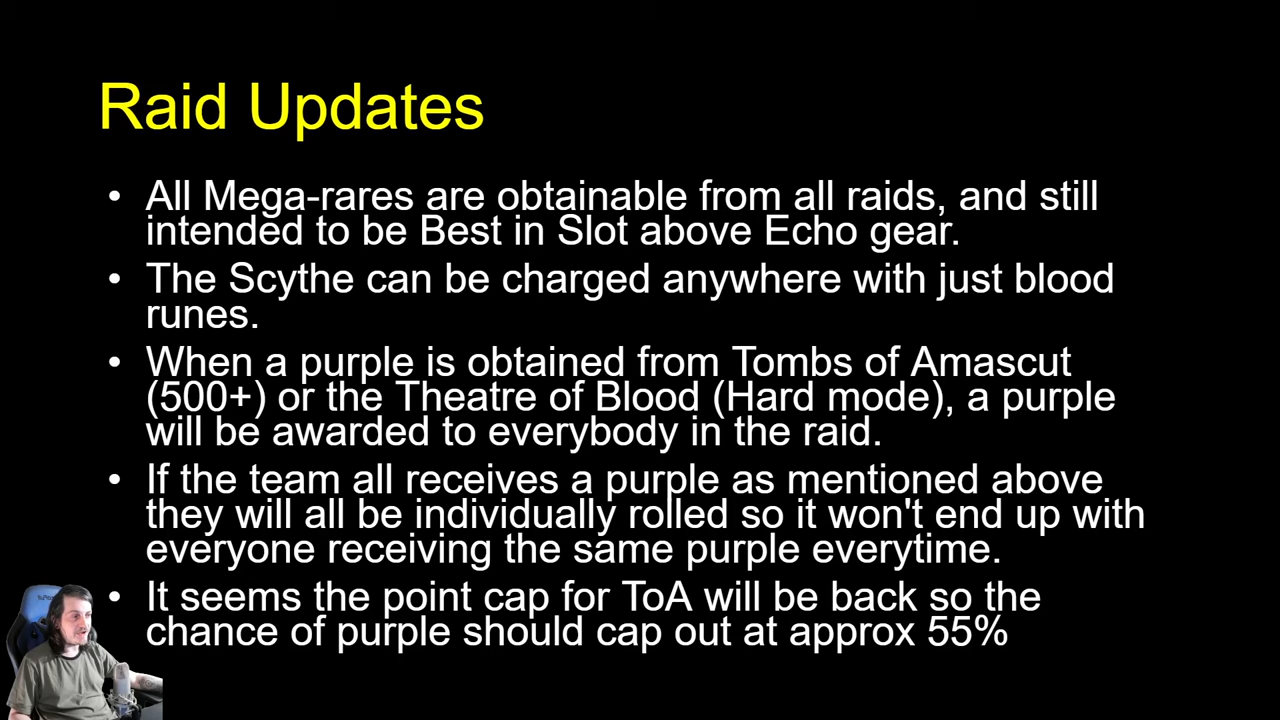 Raid Updates
• All Mega-rares are obtainable from all raids, and still
intended to be Best in Slot above Echo gear.
• The Scythe can be charged anywhere with just blood
runes.
• When a purple is obtained from Tombs of Amascut
(500+) or the Theatre of Blood (Hard mode), a purple
will be awarded to everybody in the raid.
• If the team all receives a purple as mentioned above
they will all be individually rolled so it won't end up with
everyone receiving the same purple everytime.
• It seems the point cap for ToA will be back so the
chance of purple should cap out at approx 55%